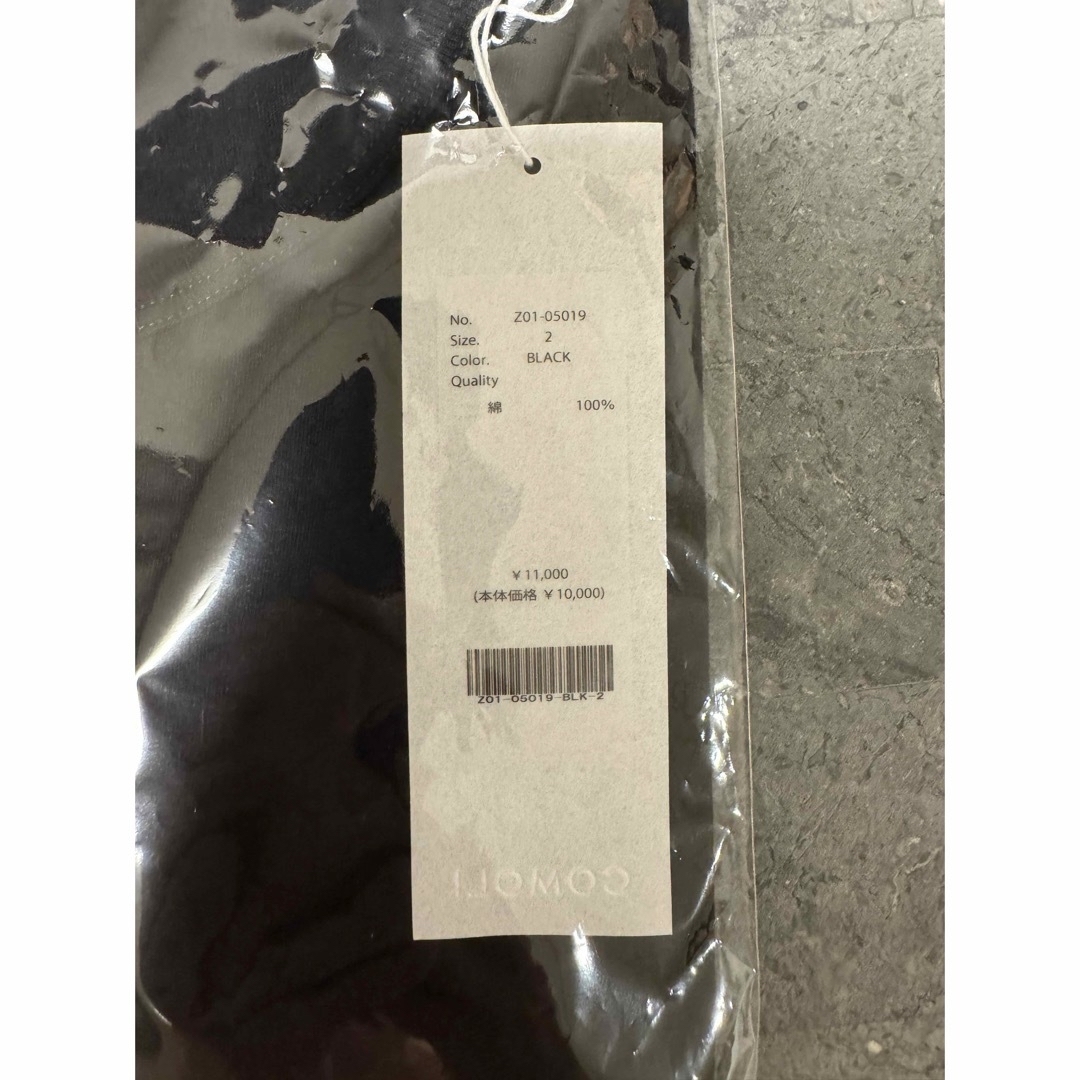 No. Z01-05019
Size. 2
Color. BLACK
Quality
綿 100%
¥ 11,000
(本体価格 ¥ 10,000)
Z01-05019-BLK-2
COMOLI